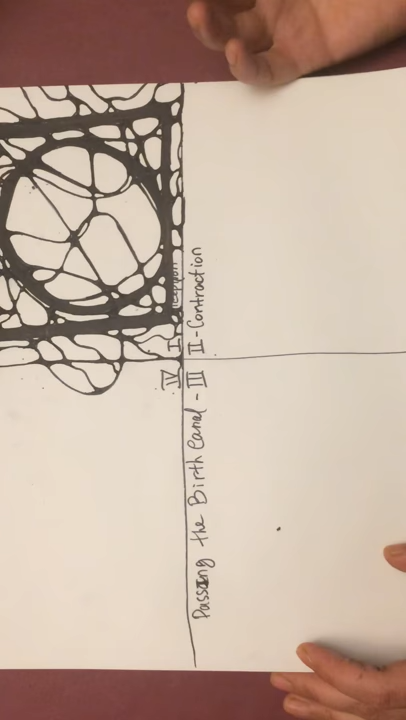 I
II - Contraction
IV
Passing the Birth Canal - III